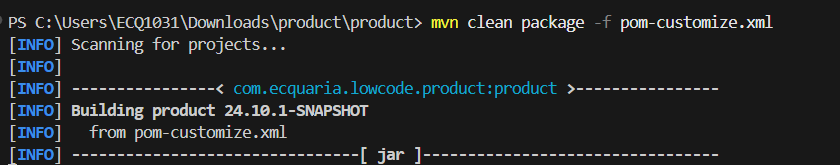 PS C:\Users\ECQ1031\Downloads\product\product> mvn clean package -f pom-customize.xml
[INFO] Scanning for projects...
[INFO]
[INFO] ----------------< com.ecquaria.lowcode.product:product >----------------
[INFO] Building product 24.10.1-SNAPSHOT
[INFO]   from pom-customize.xml
[INFO] --------------------------------[ jar ]---------------------------------